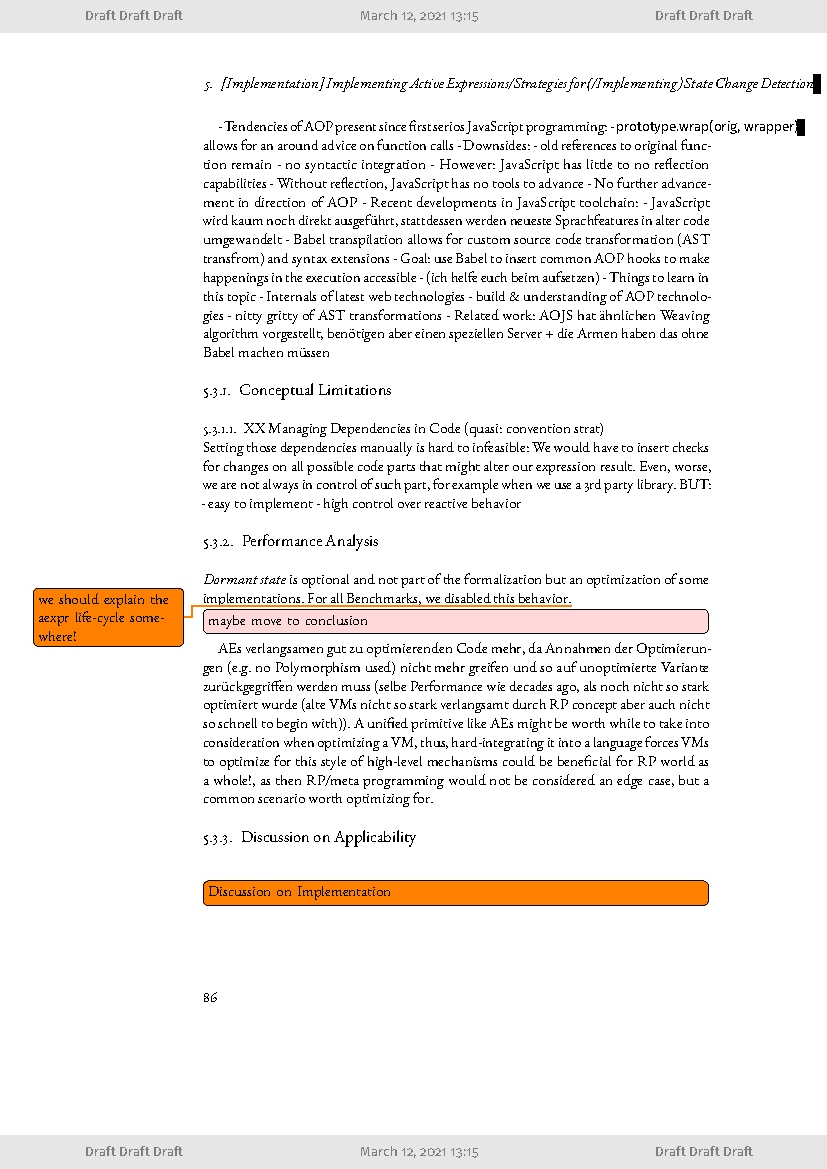 Draft Draft Draft March 12, 2021 13:15 Draft Draft Draft
5. [Implementation] Implementing Active Expressions/Strategies for (/Implementing) State Change Detection
- Tendencies of AOP present since first serios JavaScript programming: - prototype.wrap(orig, wrapper)
allows for an around advice on function calls - Downsides: - old references to original func-
tion remain - no syntactic integration - However: JavaScript has little to no reflection
capabilities - Without reflection, JavaScript has no tools to advance - No further advance-
ment in direction of AOP - Recent developments in JavaScript toolchain: - JavaScript
wird kaum noch direkt ausgeführt, stattdessen werden neueste Sprachfeatures in alter code
umgewandelt - Babel transpilation allows for custom source code transformation (AST
transfrom) and syntax extensions - Goal: use Babel to insert common AOP hooks to make
happenings in the execution accessible - (ich helfe euch beim aufsetzen) - Things to learn in
this topic - Internals of latest web technologies - build & understanding of AOP technolo-
gies - nitty gritty of AST transformations - Related work: AOJS hat ähnlichen Weaving
algorithm vorgestellt, benötigen aber einen speziellen Server + die Armen haben das ohne
Babel machen müssen
5.3.1. Conceptual Limitations
5.3.1.1. XX Managing Dependencies in Code (quasi: convention strat)
Setting those dependencies manually is hard to infeasible: We would have to insert checks
for changes on all possible code parts that might alter our expression result. Even, worse,
we are not always in control of such part, for example when we use a 3rd party library. BUT:
- easy to implement - high control over reactive behavior
5.3.2. Performance Analysis
Dormant state is optional and not part of the formalization but an optimization of some
implementations. For all Benchmarks, we disabled this behavior.
we should explain the
aexpr life-cycle some-
where!
maybe move to conclusion
AEs verlangsamen gut zu optimierenden Code mehr, da Annahmen der Optimierun-
gen (e.g. no Polymorphism used) nicht mehr greifen und so auf unoptimierte Variante
zurückgegriffen werden muss (selbe Performance wie decades ago, als noch nicht so stark
optimiert wurde (alte VMs nicht so stark verlangsamt durch RP concept aber auch nicht
so schnell to begin with)). A unified primitive like AEs might be worth while to take into
consideration when optimizing a VM, thus, hard-integrating it into a language forces VMs
to optimize for this style of high-level mechanisms could be beneficial for RP world as
a whole!, as then RP/meta programming would not be considered an edge case, but a
common scenario worth optimizing for.
5.3.3. Discussion on Applicability
Discussion on Implementation
86
Draft Draft Draft March 12, 2021 13:15 Draft Draft Draft